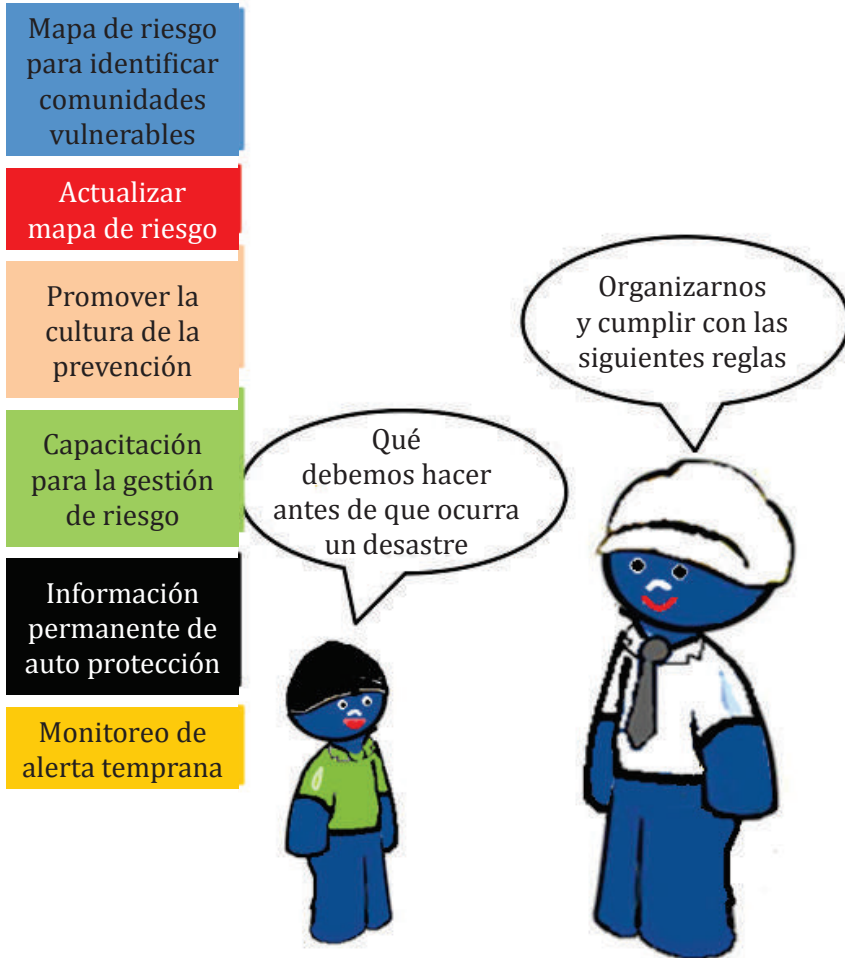 Mapa de riesgo
para identificar
comunidades
vulnerables
Actualizar
mapa de riesgo
Promover la
cultura de la
prevención
Capacitación
para la gestión
de riesgo
Información
permanente de
auto protección
Monitoreo de
alerta temprana
Qué
debemos hacer
antes de que ocurra
un desastre
Organizarnos
y cumplir con las
siguientes reglas